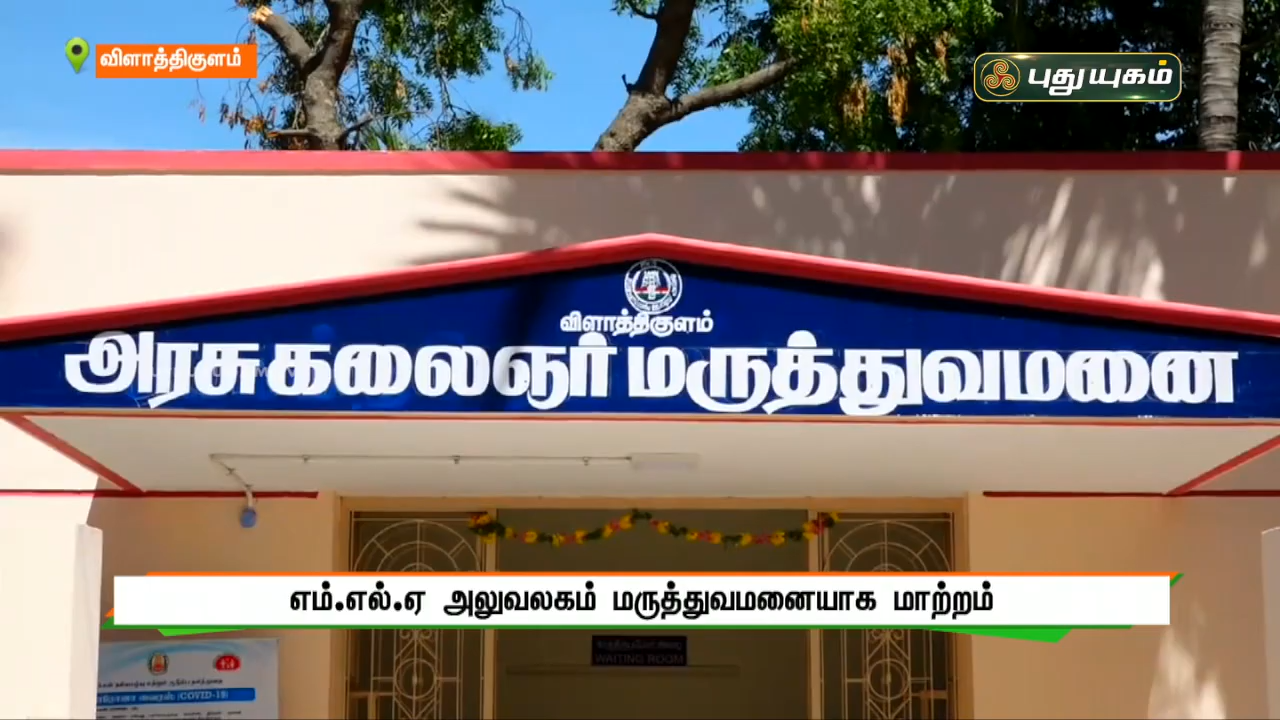 விளாத்திகுளம்
புதுயுகம்
விளாத்திகுளம்
அரசு கலைஞர் மருத்துவமனை
எம்.எல்.ஏ அலுவலகம் மருத்துவமனையாக மாற்றம்
WAITING ROOM
வைரஸ் (COVID-19)